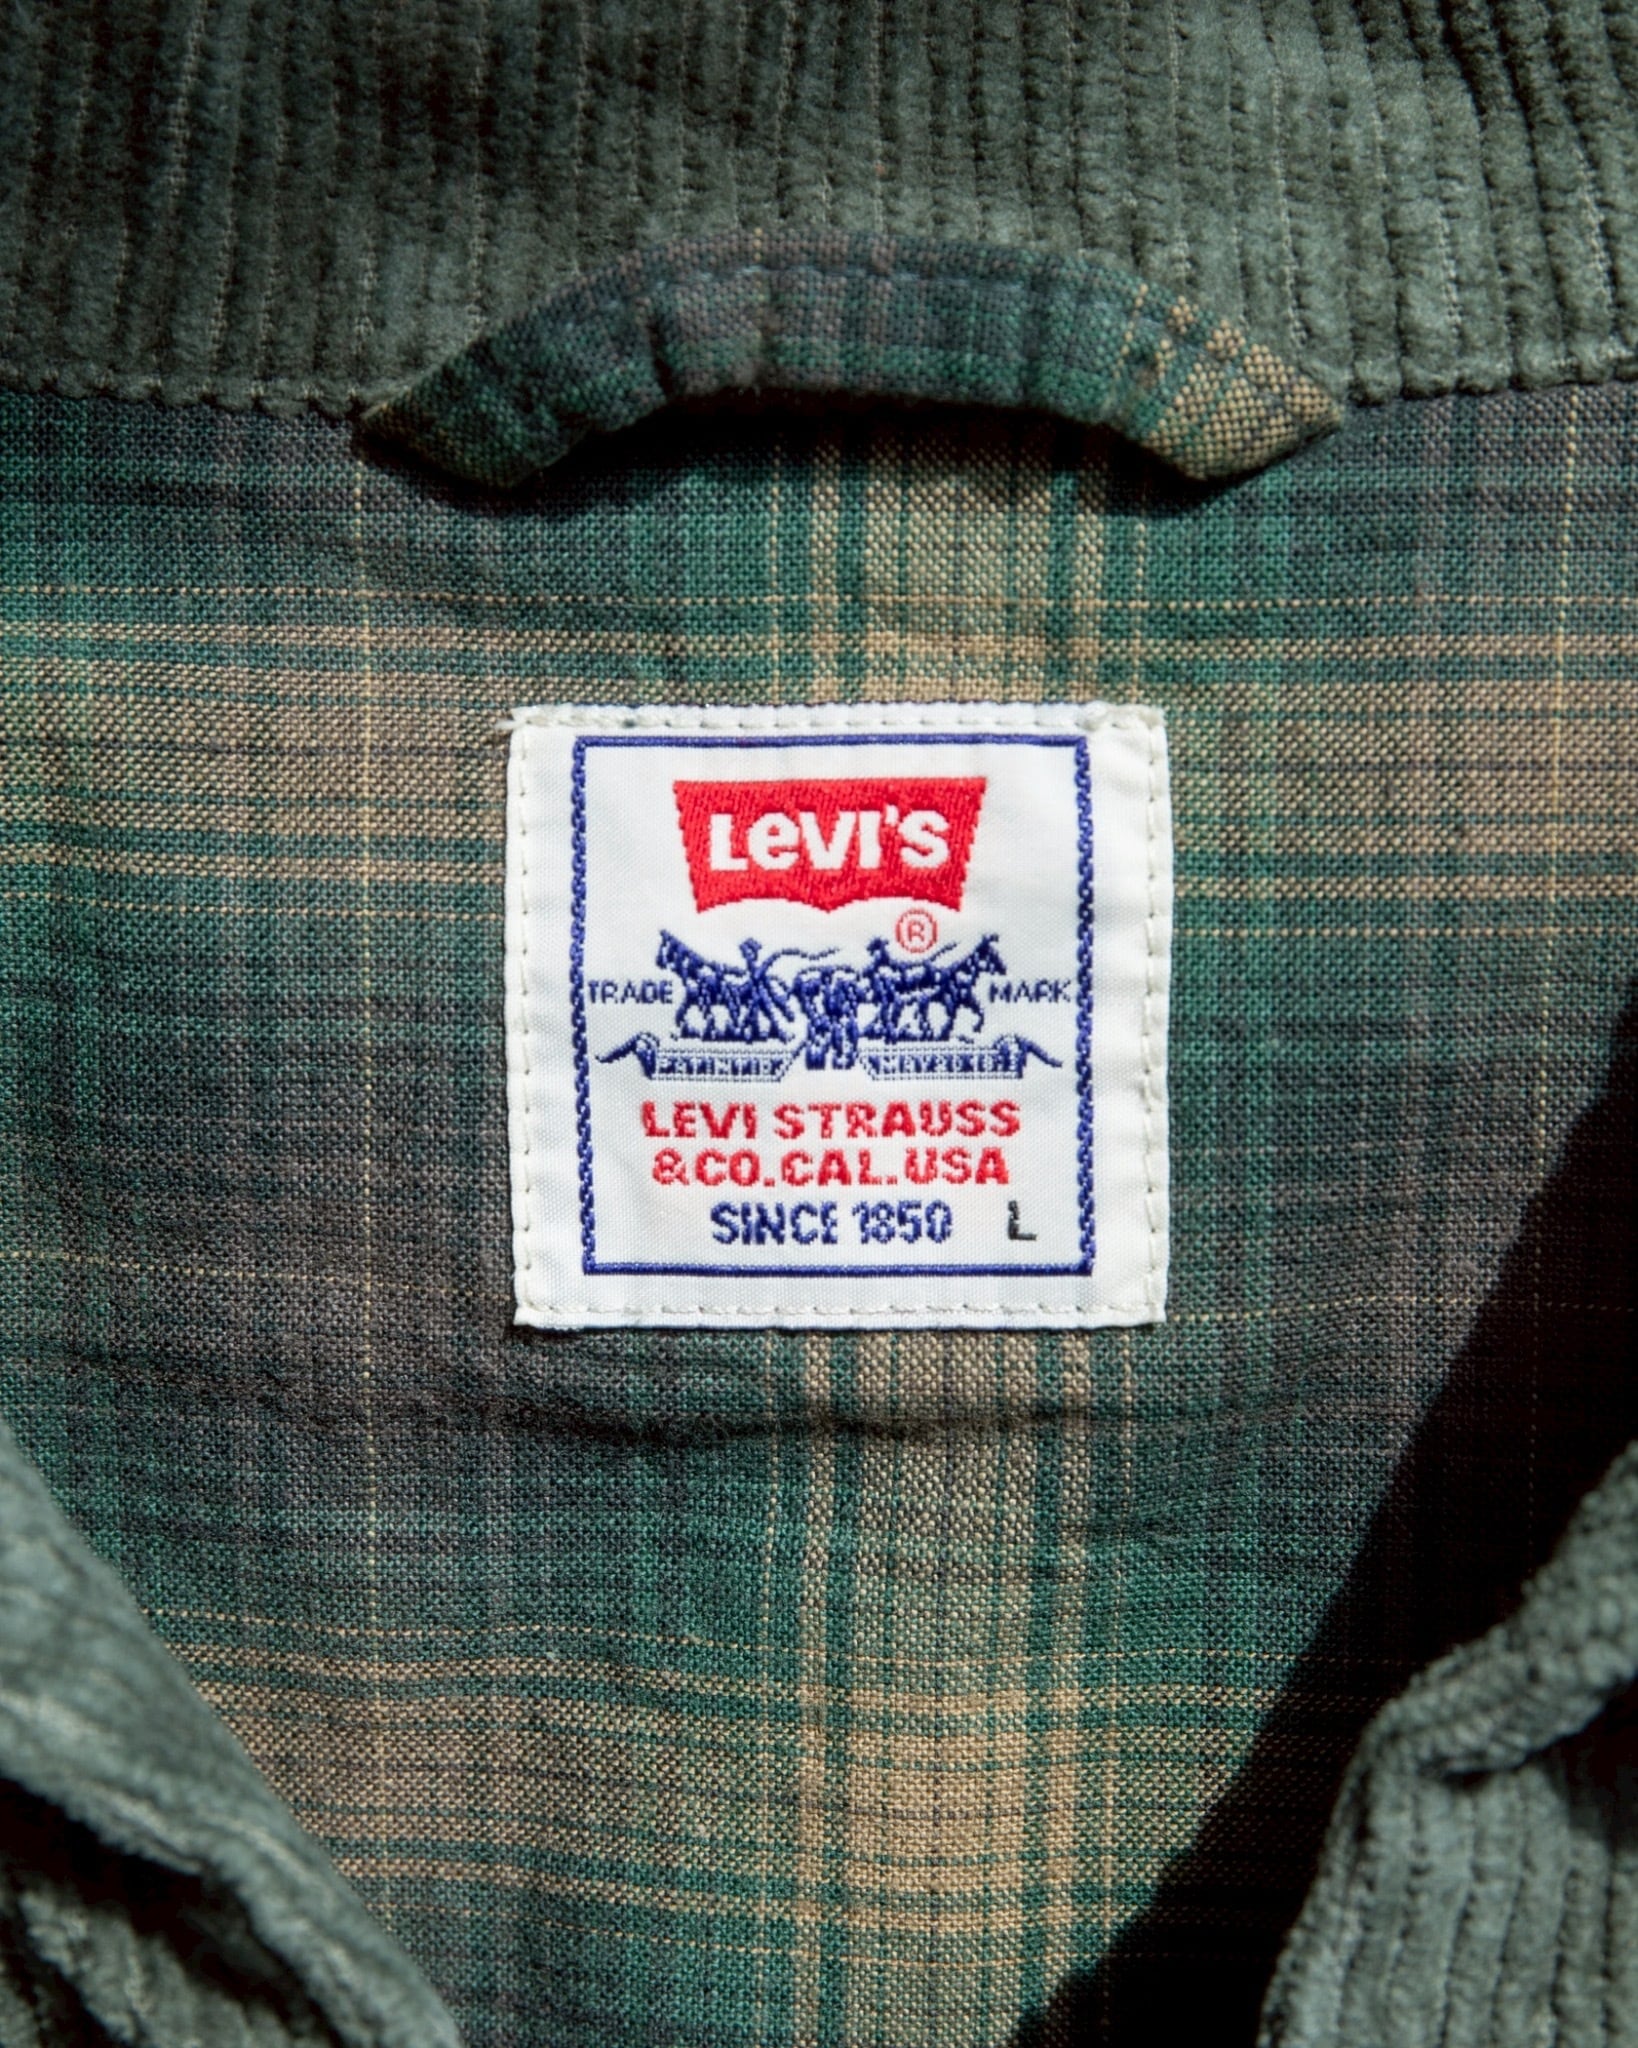 LEVI'S
®
TRADE MARK
LEVI STRAUSS
&CO.CAL.USA
SINCE 1850 L